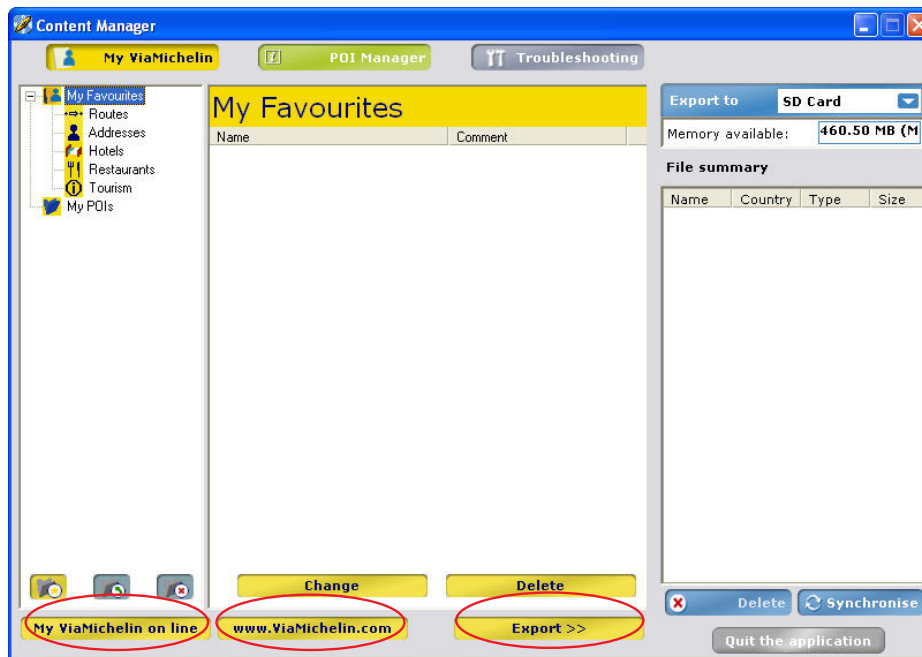 Content Manager
My ViaMichelin
POI Manager
Troubleshooting
My Favourites
Routes
Addresses
Hotels
Restaurants
Tourism
My POIs
My Favourites
Name Comment
Change Delete
My ViaMichelin on line
www.ViaMichelin.com
Export >>
Export to SD Card
Memory available: 460.50 MB (M
File summary
Name Country Type Size
Delete Synchronise
Quit the application